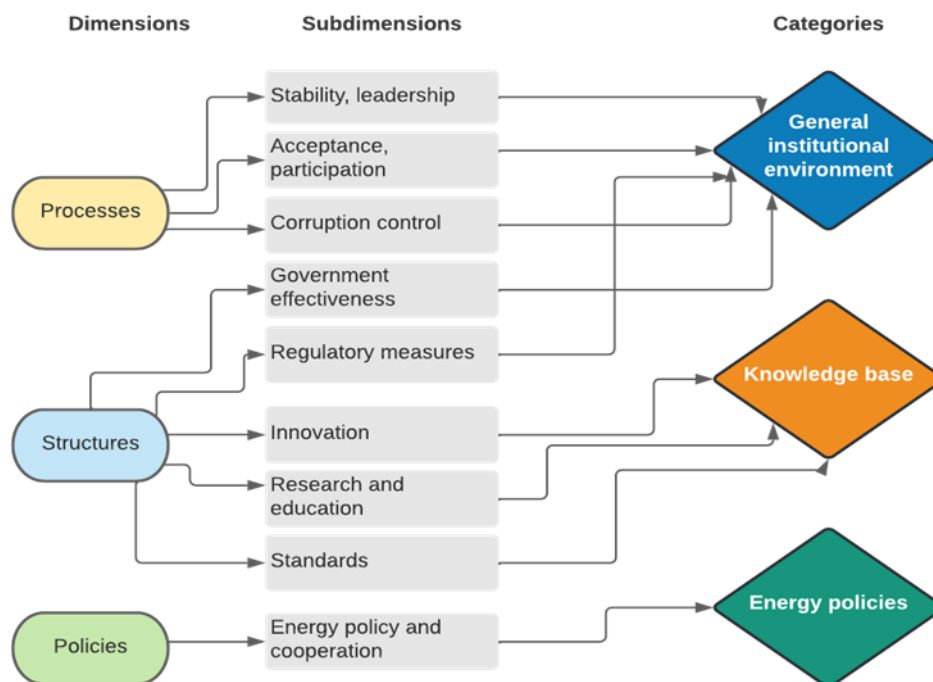 Dimensions
Subdimensions
Categories
Stability, leadership
Acceptance,
participation
Corruption control
Government
effectiveness
Regulatory measures
Innovation
Research and
education
Standards
Energy policy and
cooperation
Processes
Structures
Policies
General
institutional
environment
Knowledge base
Energy policies